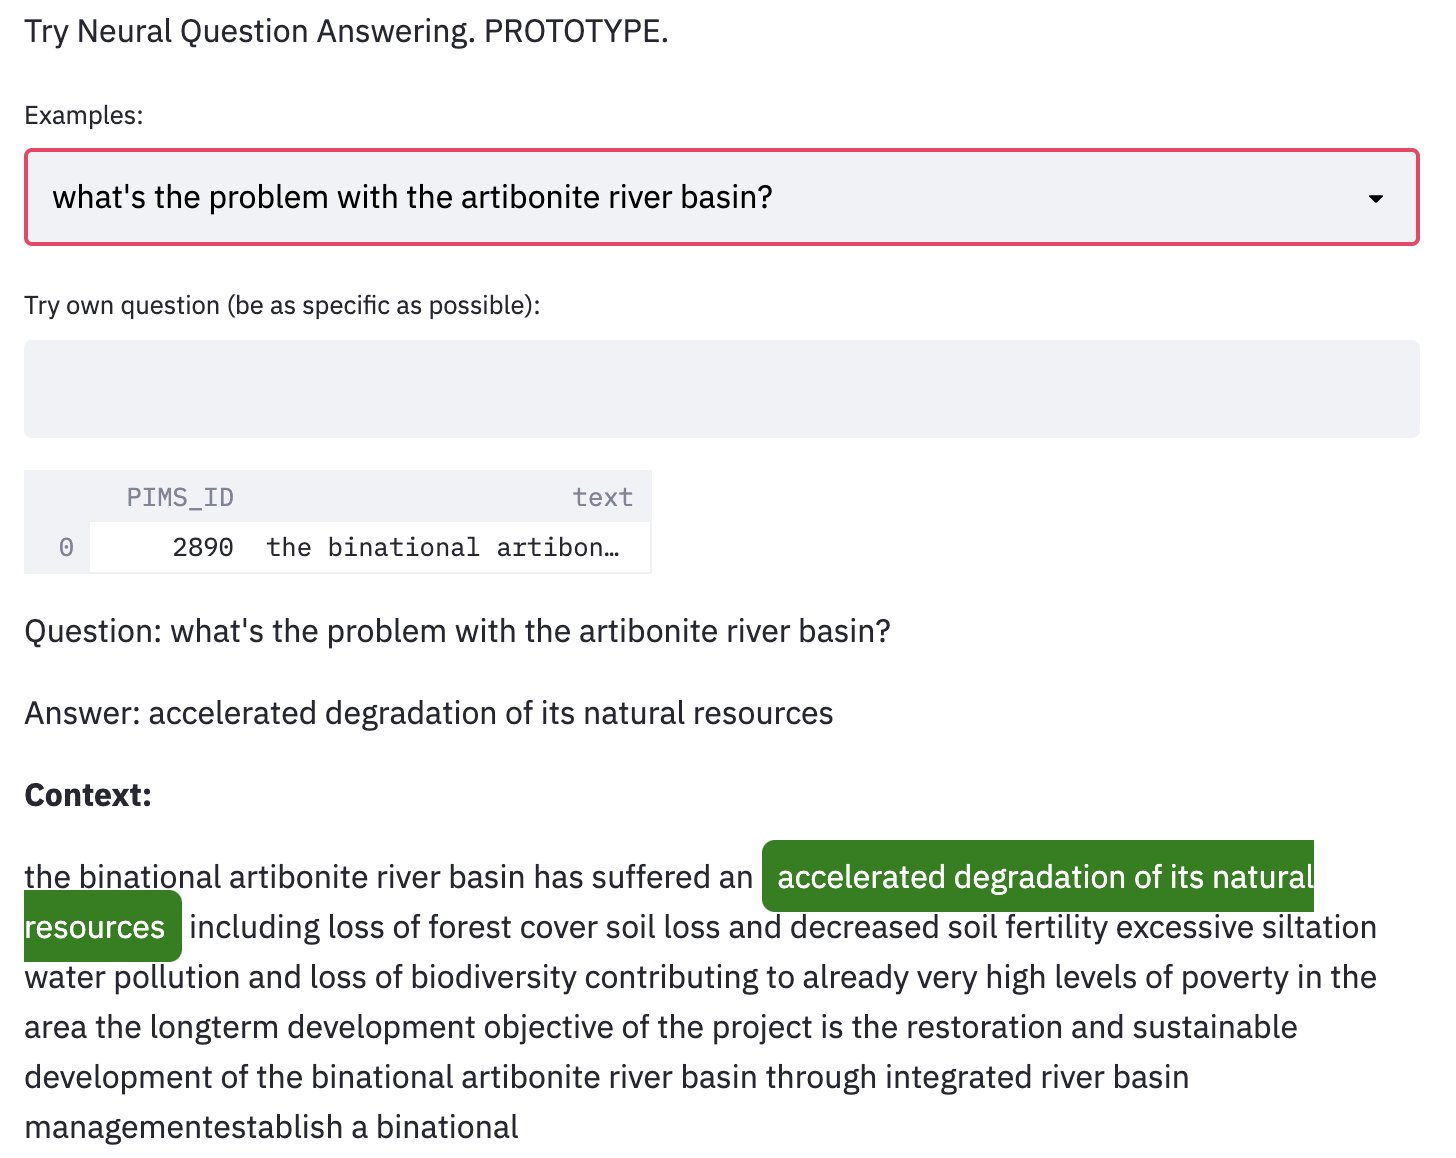 Try Neural Question Answering. PROTOTYPE.
Examples:
what's the problem with the artibonite river basin?
Try own question (be as specific as possible):
PIMS_ID text
0 2890 the binational artibon…
Question: what's the problem with the artibonite river basin?
Answer: accelerated degradation of its natural resources
Context:
the binational artibonite river basin has suffered an accelerated degradation of its natural
resources including loss of forest cover soil loss and decreased soil fertility excessive siltation
water pollution and loss of biodiversity contributing to already very high levels of poverty in the
area the longterm development objective of the project is the restoration and sustainable
development of the binational artibonite river basin through integrated river basin
managementestablish a binational